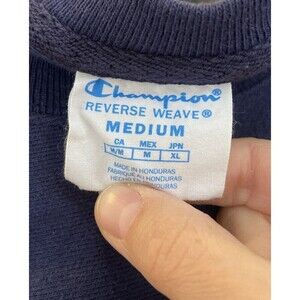 Champion®
REVERSE WEAVE®
MEDIUM
CA MEX JPN
M/M M XL
MADE IN HONDURAS
FABRIQUÉ AU HONDURAS
HECHO EN HONDURAS